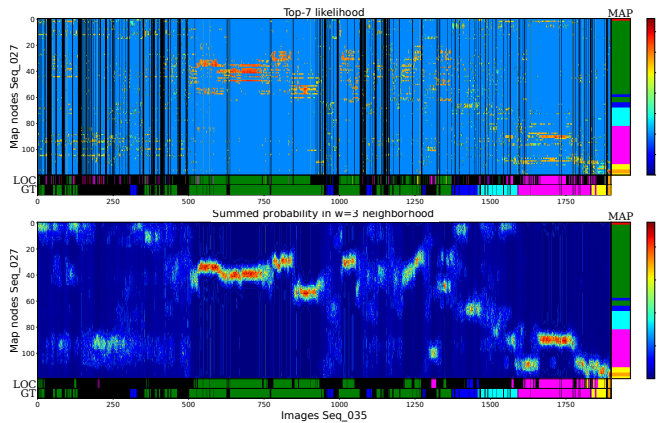 Top-7 likelihood
MAP
Map nodes Seq_027
0
20
40
60
80
100
LOC
GT
0
250
500
750
1000
1250
1500
1750
Summed probability in w=3 neighborhood
MAP
Map nodes Seq_027
0
20
40
60
80
100
LOC
GT
0
250
500
750
1000
1250
1500
1750
Images Seq_035